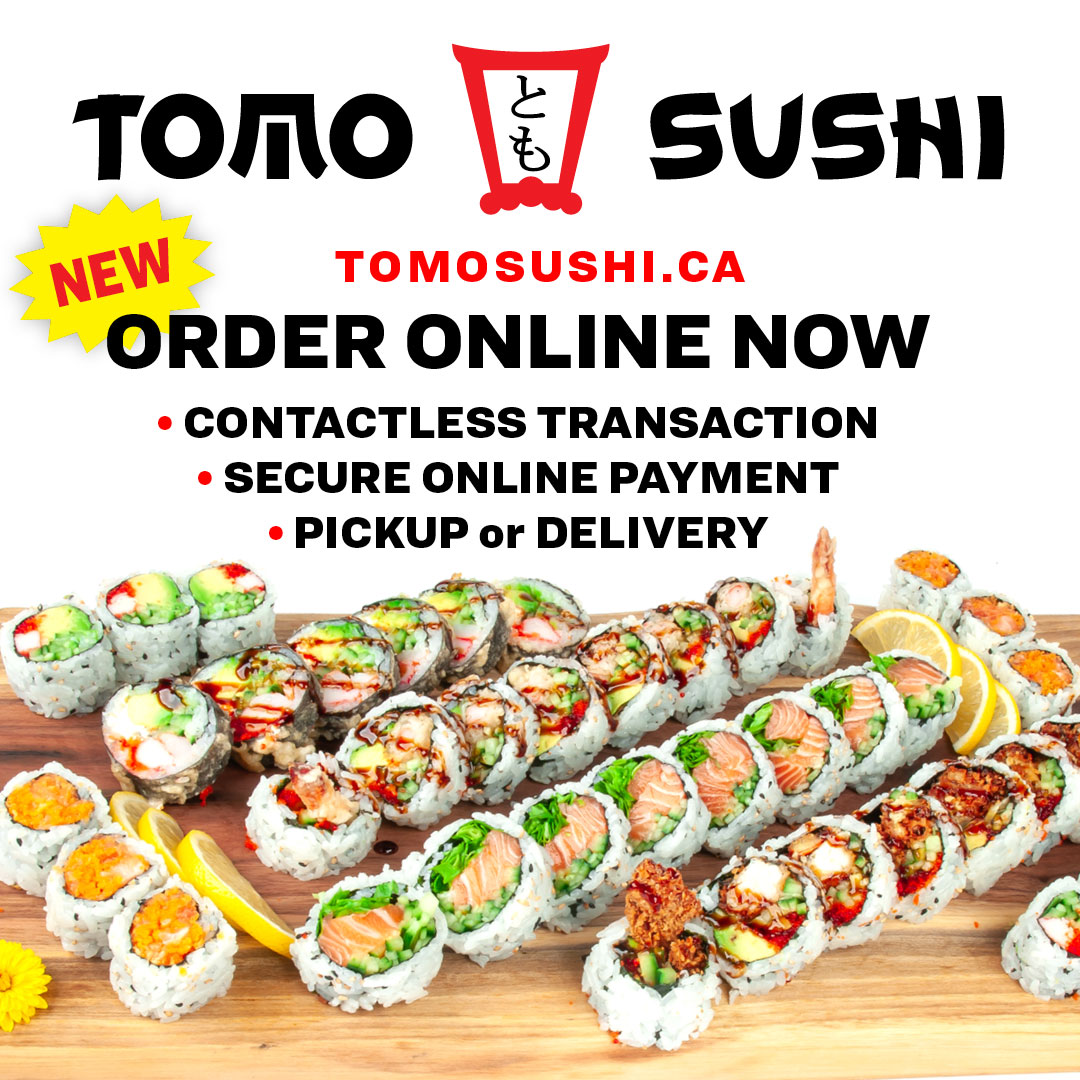 TOMO とも SUSHI
TOMOSUSHI.CA
NEW
ORDER ONLINE NOW
• CONTACTLESS TRANSACTION
• SECURE ONLINE PAYMENT
• PICKUP or DELIVERY